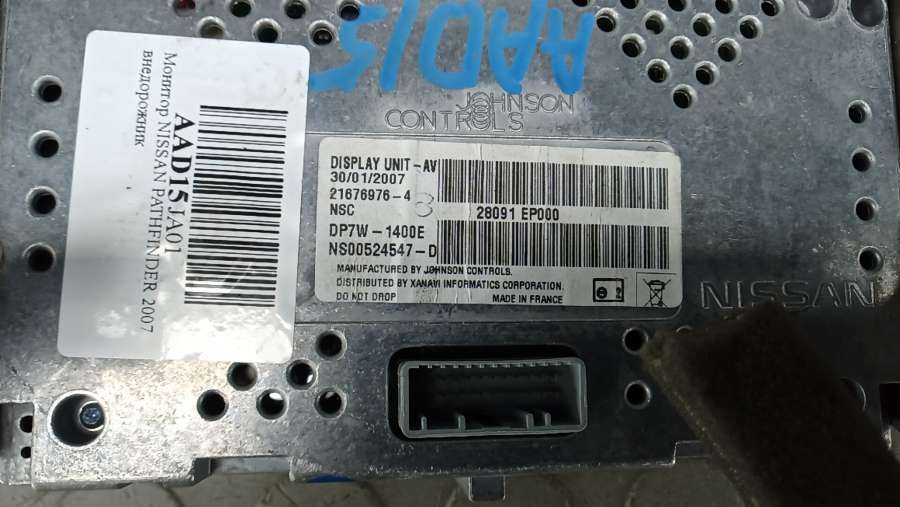 AAD15
JOHNSON
CONTROLS
AAD15JA01
Монитор NISSAN PATHFINDER 2007
внедорожник
DISPLAY UNIT-AV
30/01/2007
21676976-4
3
NSC
28091 EP000
DP7W-1400E
NS00524547-D
MANUFACTURED BY JOHNSON CONTROLS.
DISTRIBUTED BY XANAVI INFORMATICS CORPORATION.
DO NOT DROP
MADE IN FRANCE
e 2
NISSAN